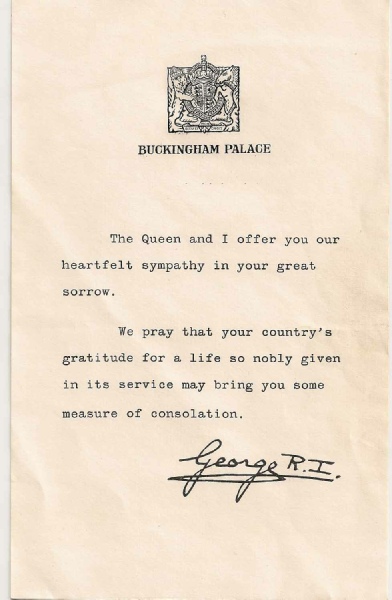 BUCKINGHAM PALACE
The Queen and I offer you our
heartfelt sympathy in your great
sorrow.
We pray that your country's
gratitude for a life so nobly given
in its service may bring you some
measure of consolation.
George R.I.